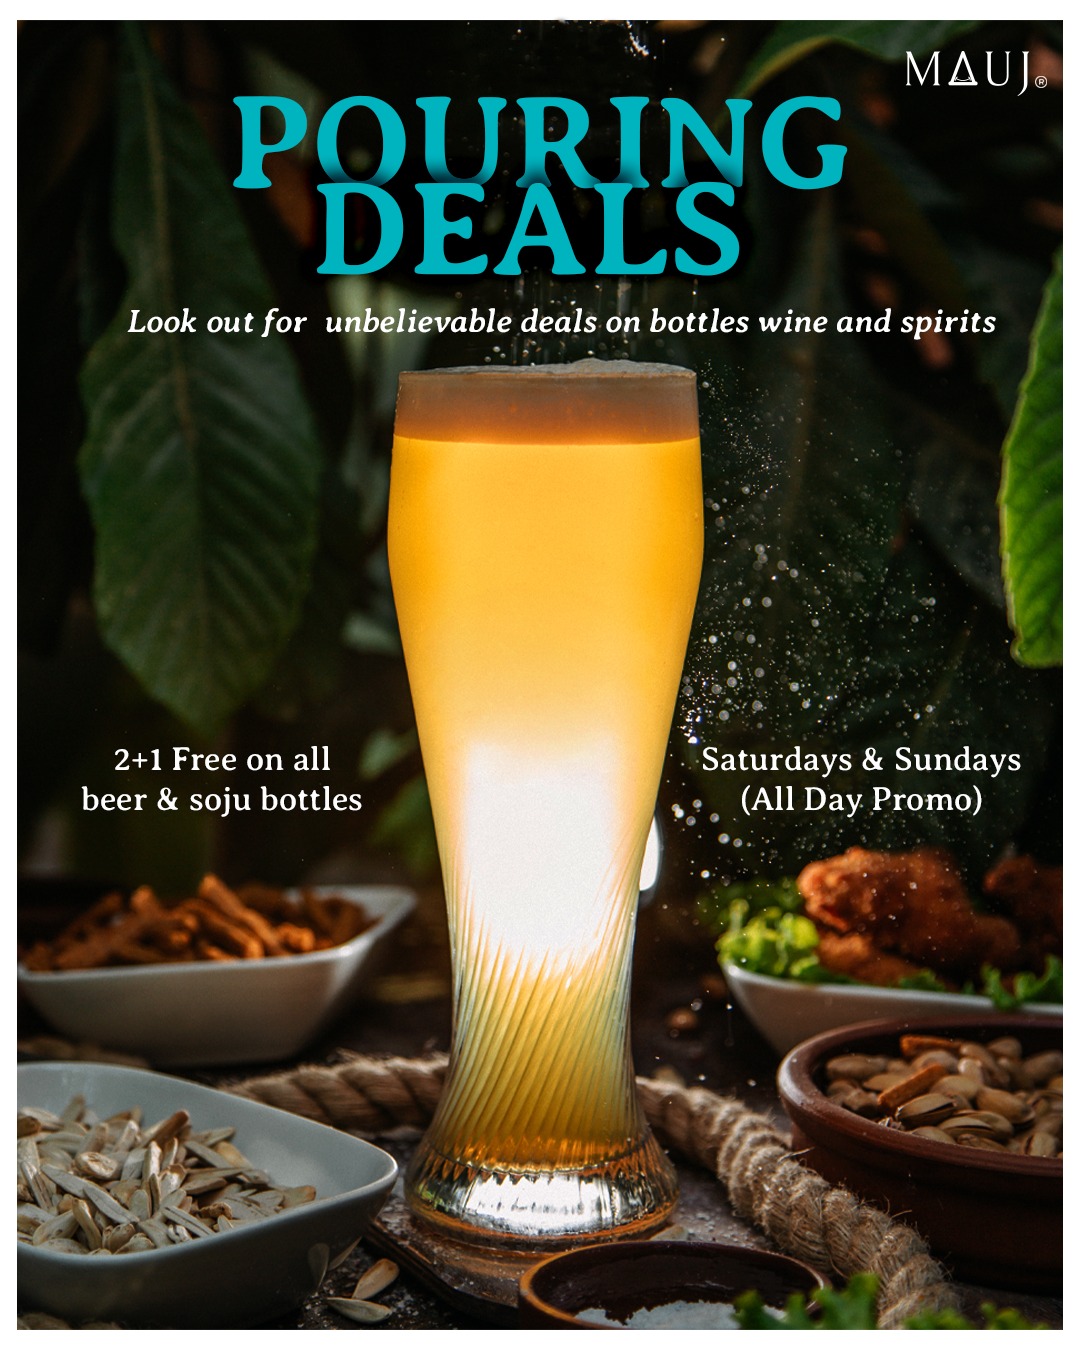 MAUJ®
POURING
DEALS
Look out for unbelievable deals on bottles wine and spirits
2+1 Free on all
beer & soju bottles
Saturdays & Sundays
(All Day Promo)